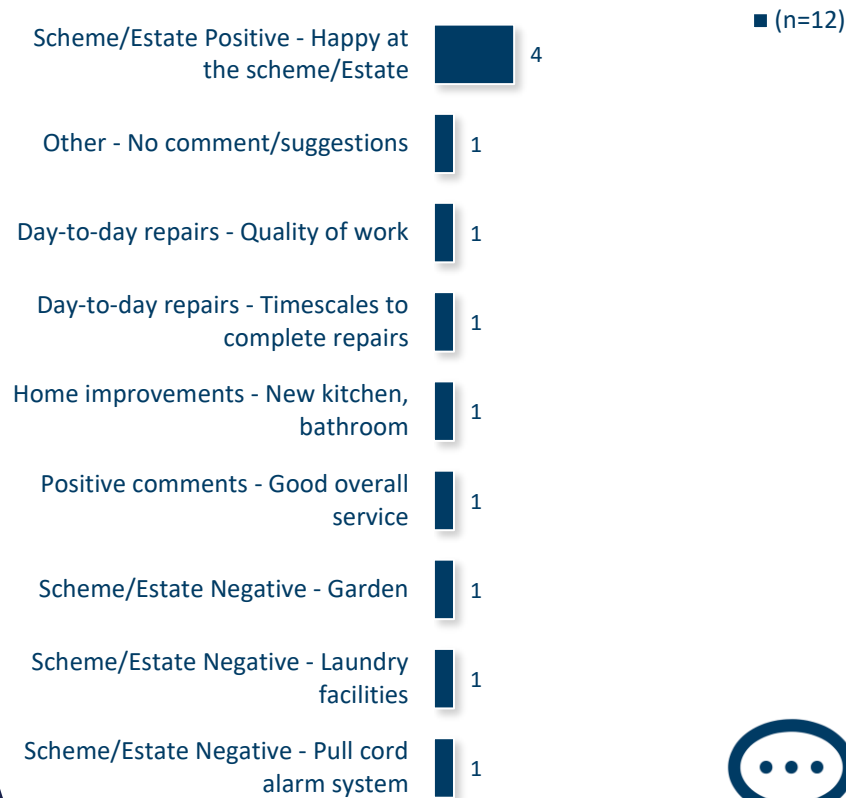 (n=12)
Scheme/Estate Positive - Happy at
the scheme/Estate
4
Other - No comment/suggestions
1
Day-to-day repairs - Quality of work
1
Day-to-day repairs - Timescales to
complete repairs
1
Home improvements - New kitchen,
bathroom
1
Positive comments - Good overall
service
1
Scheme/Estate Negative - Garden
1
Scheme/Estate Negative - Laundry
facilities
1
Scheme/Estate Negative - Pull cord
alarm system
1